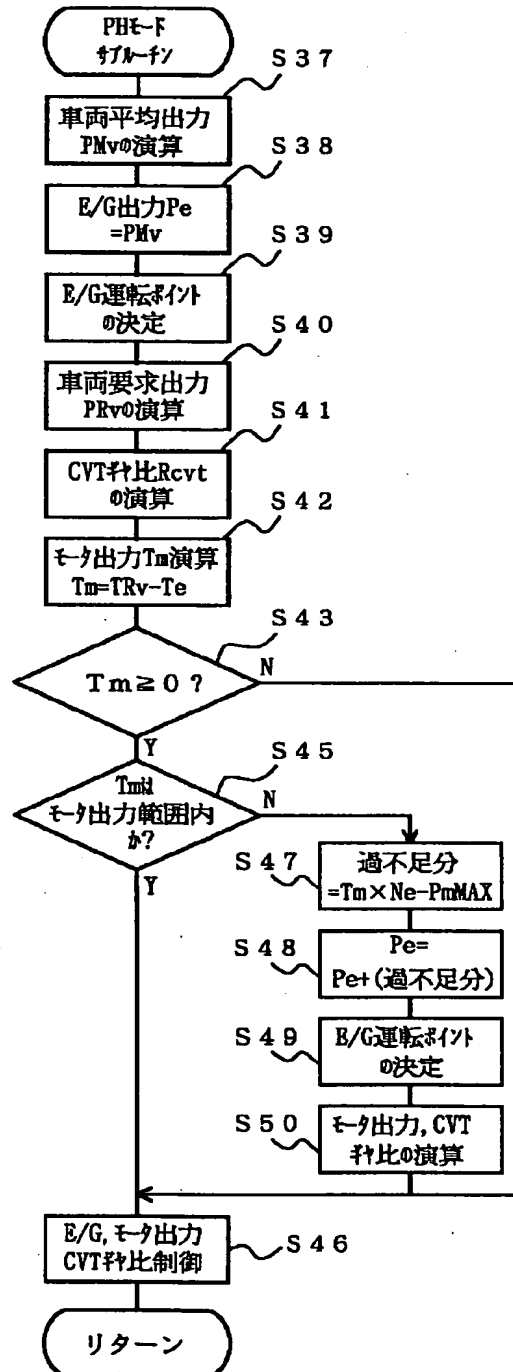 PHモード
サブルーチン
S37
車両平均出力
PMvの演算
S38
E/G出力Pe
=PMv
S39
E/G運転ポイント
の決定
S40
車両要求出力
PRvの演算
S41
CVTギヤ比Rcvt
の演算
S42
モータ出力Tm演算
Tm=TRv-Te
S43
Tm≧0?
N
Y
S45
Tmは
モータ出力範囲内
か?
N
Y
S47
過不足分
=Tm×Ne-PmMAX
S48
Pe=
Pe+(過不足分)
S49
E/G運転ポイント
の決定
S50
モータ出力,CVT
ギヤ比の演算
E/G,モータ出力
CVTギヤ比制御
S46
リターン